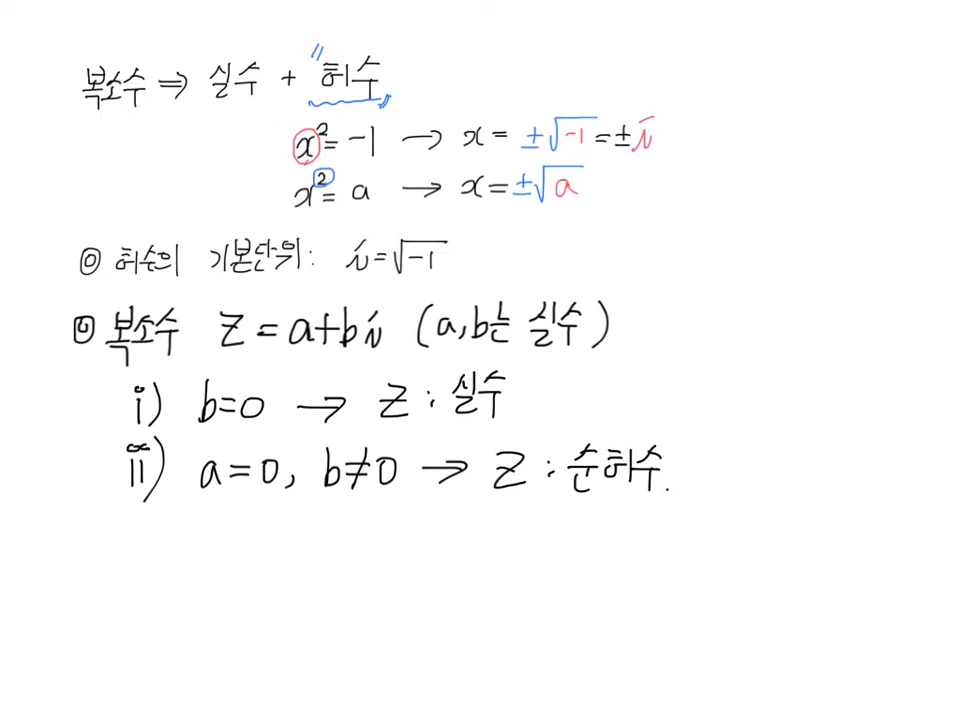 복소수 ⇒ 실수 + "허수"
x² = -1 → x = ±√-1 = ±i
x² = a → x = ±√a
◎ 허수의 기본단위 : i = √-1
◎ 복소수 z = a+bi (a, b는 실수)
i) b=0 → z : 실수
ii) a=0, b≠0 → z : 순허수.